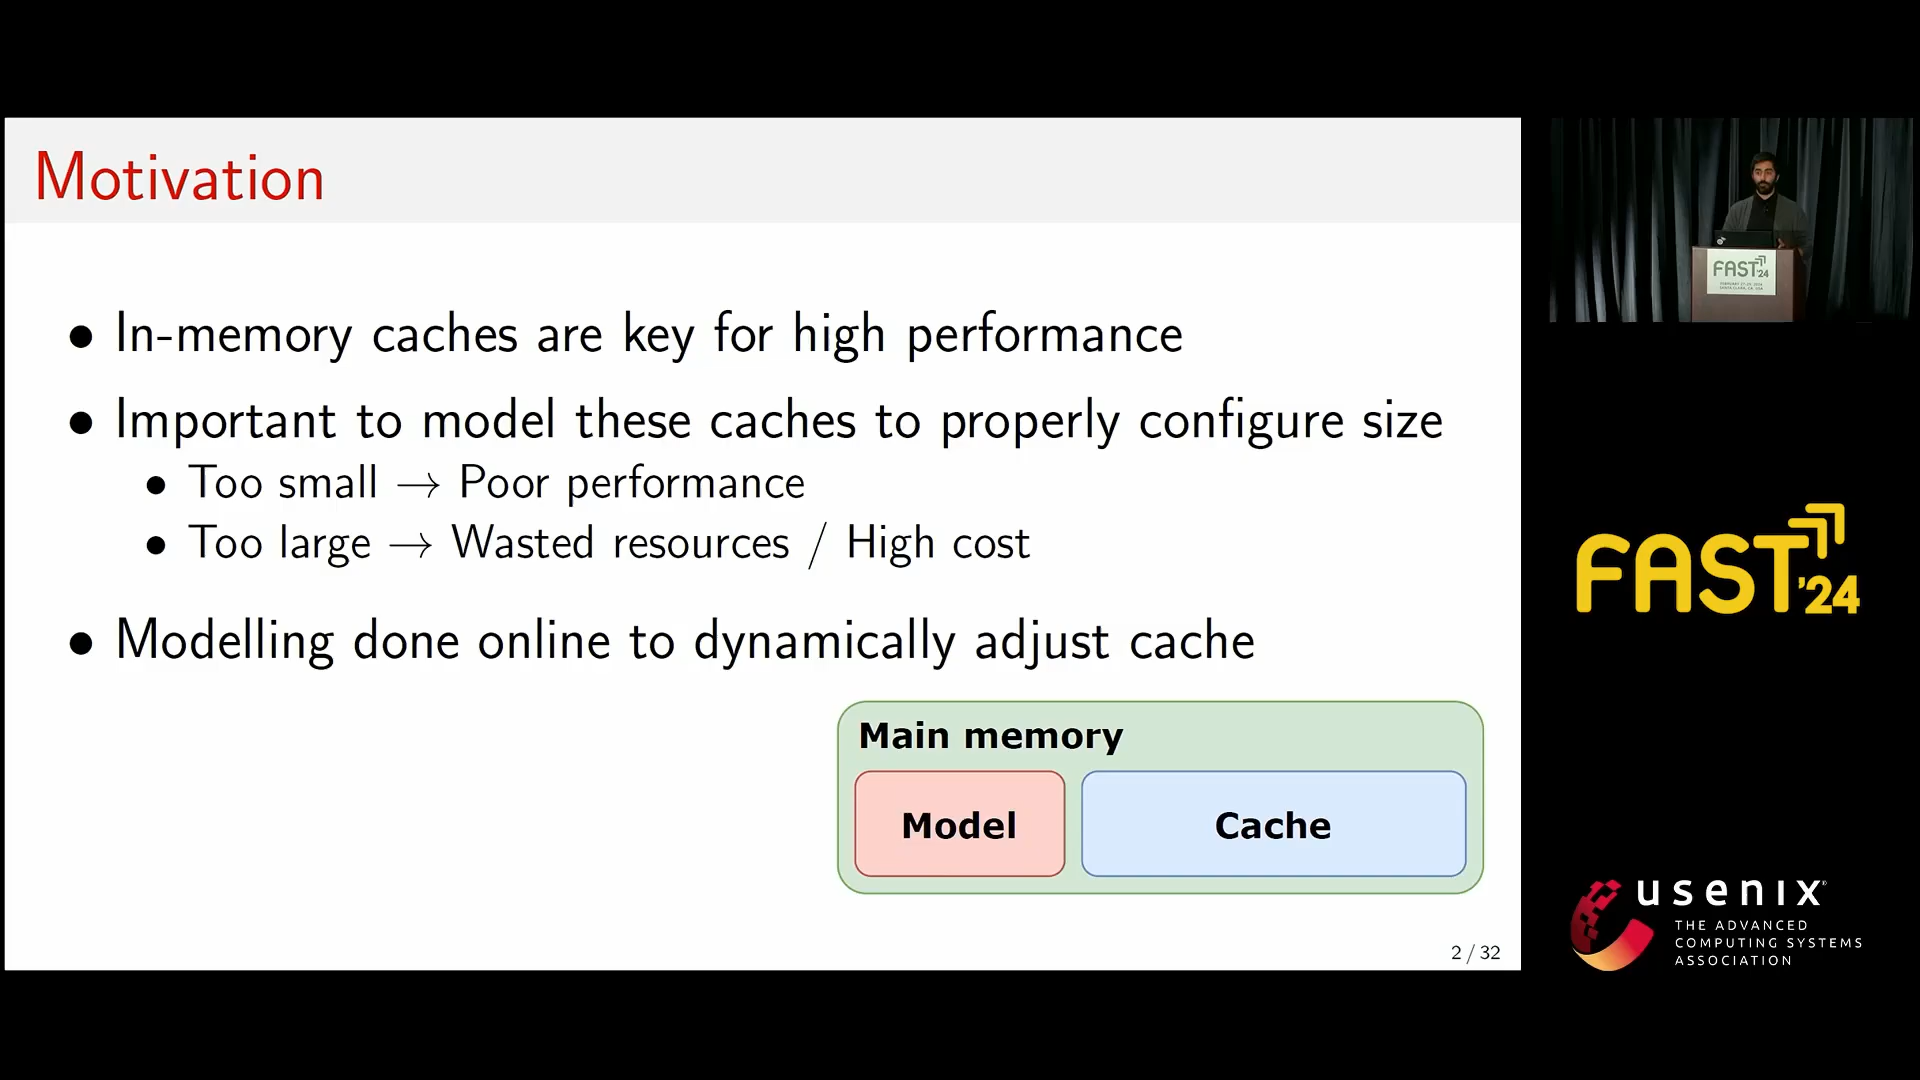 Motivation
• In-memory caches are key for high performance
• Important to model these caches to properly configure size
• Too small → Poor performance
• Too large → Wasted resources / High cost
• Modelling done online to dynamically adjust cache
Main memory
Model
Cache
2 / 32
FAST '24
FAST '24
usenix
THE ADVANCED
COMPUTING SYSTEMS
ASSOCIATION